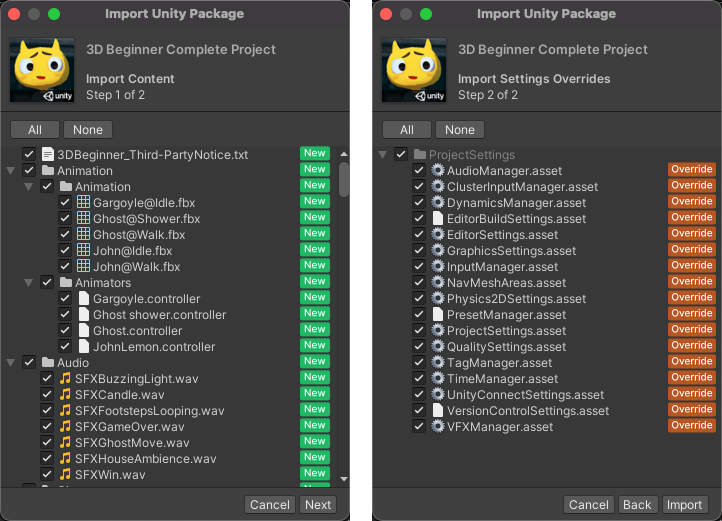 Import Unity Package
3D Beginner Complete Project
Import Content
Step 1 of 2
unity
All None
3DBeginner_Third-PartyNotice.txt New
Animation New
Animation New
Gargoyle@Idle.fbx New
Ghost@Shower.fbx New
Ghost@Walk.fbx New
John@Idle.fbx New
John@Walk.fbx New
Animators New
Gargoyle.controller New
Ghost shower.controller New
Ghost.controller New
JohnLemon.controller New
Audio New
SFXBuzzingLight.wav New
SFXCandle.wav New
SFXFootstepsLooping.wav New
SFXGameOver.wav New
SFXGhostMove.wav New
SFXHouseAmbience.wav New
SFXWin.wav New
Cancel Next
Import Unity Package
3D Beginner Complete Project
Import Settings Overrides
Step 2 of 2
unity
All None
ProjectSettings
AudioManager.asset Override
ClusterInputManager.asset Override
DynamicsManager.asset Override
EditorBuildSettings.asset Override
EditorSettings.asset Override
GraphicsSettings.asset Override
InputManager.asset Override
NavMeshAreas.asset Override
Physics2DSettings.asset Override
PresetManager.asset Override
ProjectSettings.asset Override
QualitySettings.asset Override
TagManager.asset Override
TimeManager.asset Override
UnityConnectSettings.asset Override
VersionControlSettings.asset Override
VFXManager.asset Override
Cancel Back Import